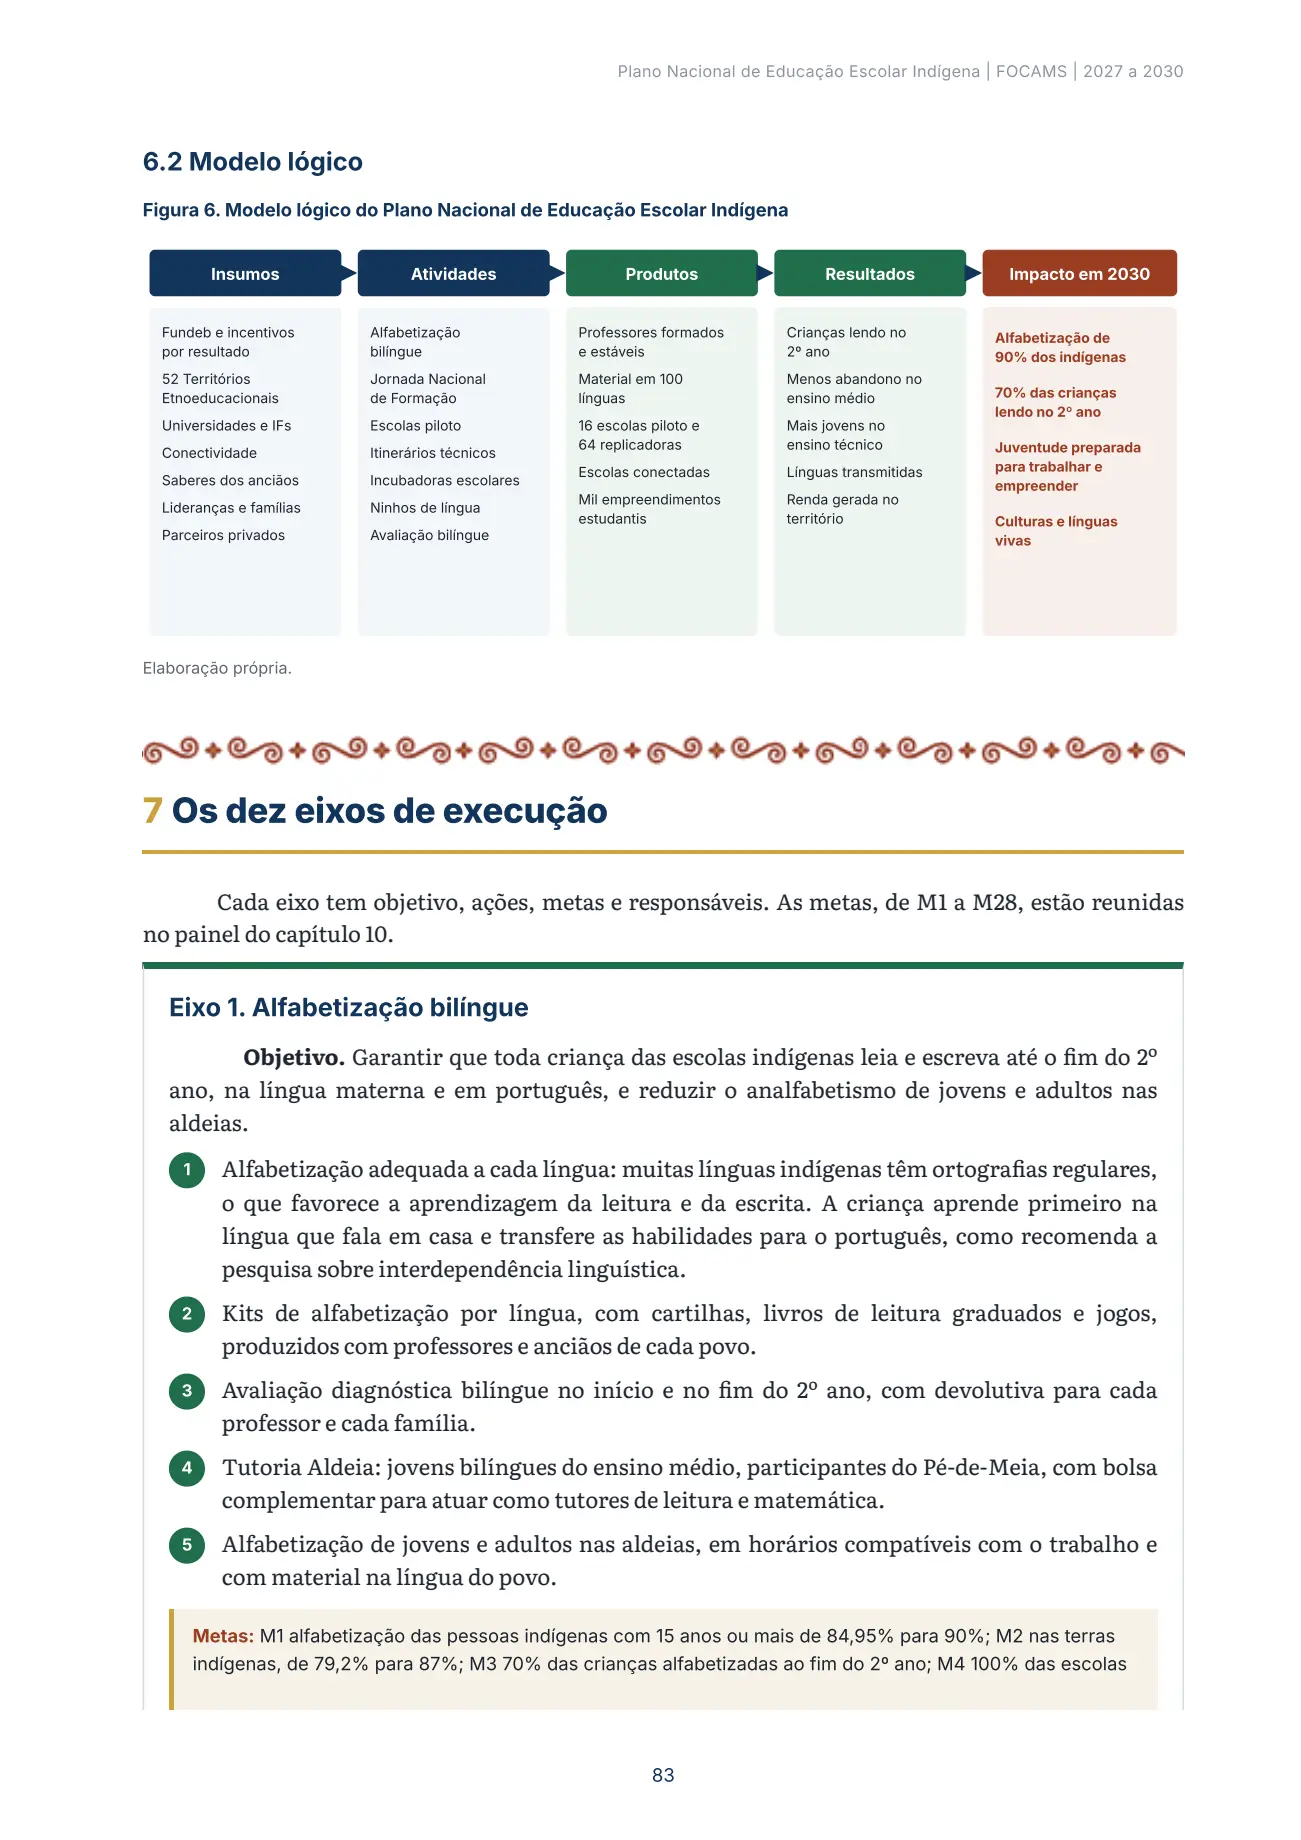 Plano Nacional de Educação Escolar Indígena | FOCAMS | 2027 a 2030
6.2 Modelo lógico
Figura 6. Modelo lógico do Plano Nacional de Educação Escolar Indígena
Insumos
Fundeb e incentivos
por resultado
52 Territórios
Etnoeducacionais
Universidades e IFs
Conectividade
Saberes dos anciãos
Lideranças e famílias
Parceiros privados
Atividades
Alfabetização
bilíngue
Jornada Nacional
de Formação
Escolas piloto
Itinerários técnicos
Incubadoras escolares
Ninhos de língua
Avaliação bilíngue
Produtos
Professores formados
e estáveis
Material em 100
línguas
16 escolas piloto e
64 replicadoras
Escolas conectadas
Mil empreendimentos
estudantis
Resultados
Crianças lendo no
2º ano
Menos abandono no
ensino médio
Mais jovens no
ensino técnico
Línguas transmitidas
Renda gerada no
território
Impacto em 2030
Alfabetização de
90% dos indígenas
70% das crianças
lendo no 2º ano
Juventude preparada
para trabalhar e
empreender
Culturas e línguas
vivas
Elaboração própria.
7 Os dez eixos de execução
Cada eixo tem objetivo, ações, metas e responsáveis. As metas, de M1 a M28, estão reunidas
no painel do capítulo 10.
Eixo 1. Alfabetização bilíngue
Objetivo. Garantir que toda criança das escolas indígenas leia e escreva até o fim do 2º
ano, na língua materna e em português, e reduzir o analfabetismo de jovens e adultos nas
aldeias.
1 Alfabetização adequada a cada língua: muitas línguas indígenas têm ortografias regulares,
o que favorece a aprendizagem da leitura e da escrita. A criança aprende primeiro na
língua que fala em casa e transfere as habilidades para o português, como recomenda a
pesquisa sobre interdependência linguística.
2 Kits de alfabetização por língua, com cartilhas, livros de leitura graduados e jogos,
produzidos com professores e anciãos de cada povo.
3 Avaliação diagnóstica bilíngue no início e no fim do 2º ano, com devolutiva para cada
professor e cada família.
4 Tutoria Aldeia: jovens bilíngues do ensino médio, participantes do Pé-de-Meia, com bolsa
complementar para atuar como tutores de leitura e matemática.
5 Alfabetização de jovens e adultos nas aldeias, em horários compatíveis com o trabalho e
com material na língua do povo.
Metas: M1 alfabetização das pessoas indígenas com 15 anos ou mais de 84,95% para 90%; M2 nas terras
indígenas, de 79,2% para 87%; M3 70% das crianças alfabetizadas ao fim do 2º ano; M4 100% das escolas
83